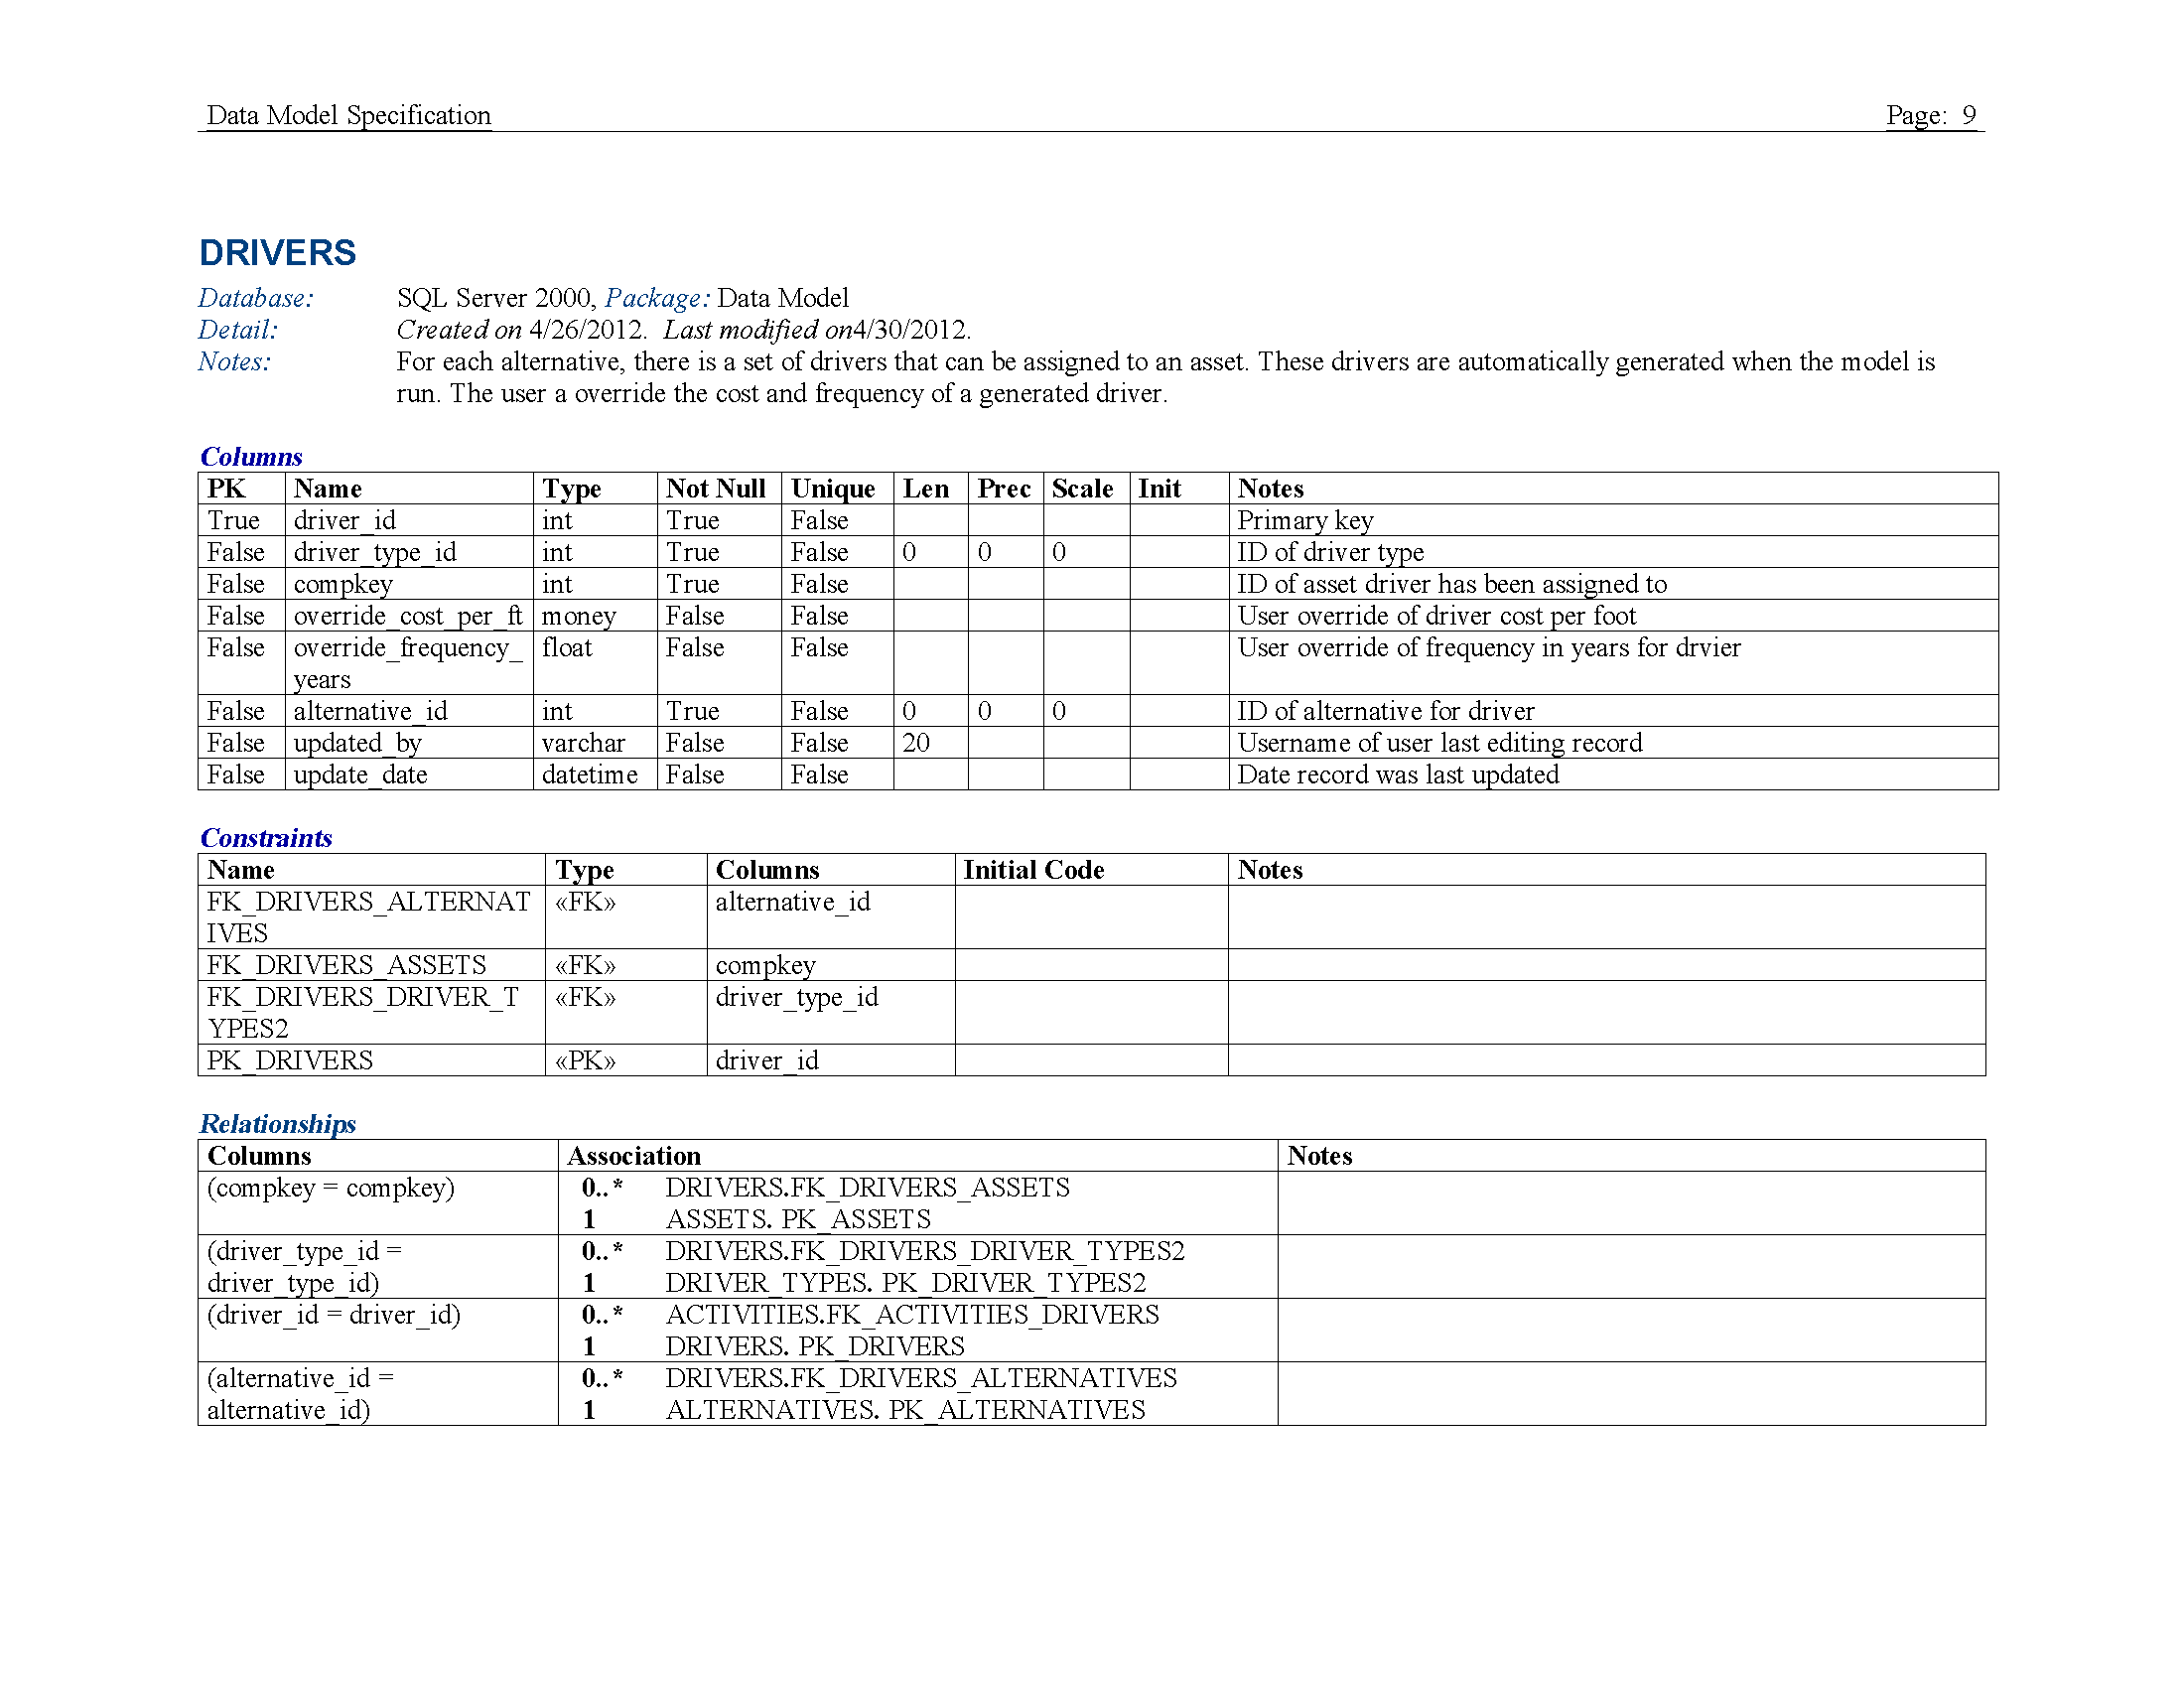 Data Model Specification Page: 9
DRIVERS
Database: SQL Server 2000, Package: Data Model
Detail: Created on 4/26/2012. Last modified on4/30/2012.
Notes: For each alternative, there is a set of drivers that can be assigned to an asset. These drivers are automatically generated when the model is
run. The user a override the cost and frequency of a generated driver.
Columns
PK Name Type Not Null Unique Len Prec Scale Init Notes
True driver_id int True False Primary key
False driver_type_id int True False 0 0 0 ID of driver type
False compkey int True False ID of asset driver has been assigned to
False override_cost_per_ft money False False User override of driver cost per foot
False override_frequency_ float False False User override of frequency in years for drvier
years
False alternative_id int True False 0 0 0 ID of alternative for driver
False updated_by varchar False False 20 Username of user last editing record
False update_date datetime False False Date record was last updated
Constraints
Name Type Columns Initial Code Notes
FK_DRIVERS_ALTERNAT «FK» alternative_id
IVES
FK_DRIVERS_ASSETS «FK» compkey
FK_DRIVERS_DRIVER_T «FK» driver_type_id
YPES2
PK_DRIVERS «PK» driver_id
Relationships
Columns Association Notes
(compkey = compkey) 0..* DRIVERS.FK_DRIVERS_ASSETS
1 ASSETS. PK_ASSETS
(driver_type_id = 0..* DRIVERS.FK_DRIVERS_DRIVER_TYPES2
driver_type_id) 1 DRIVER_TYPES. PK_DRIVER_TYPES2
(driver_id = driver_id) 0..* ACTIVITIES.FK_ACTIVITIES_DRIVERS
1 DRIVERS. PK_DRIVERS
(alternative_id = 0..* DRIVERS.FK_DRIVERS_ALTERNATIVES
alternative_id) 1 ALTERNATIVES. PK_ALTERNATIVES